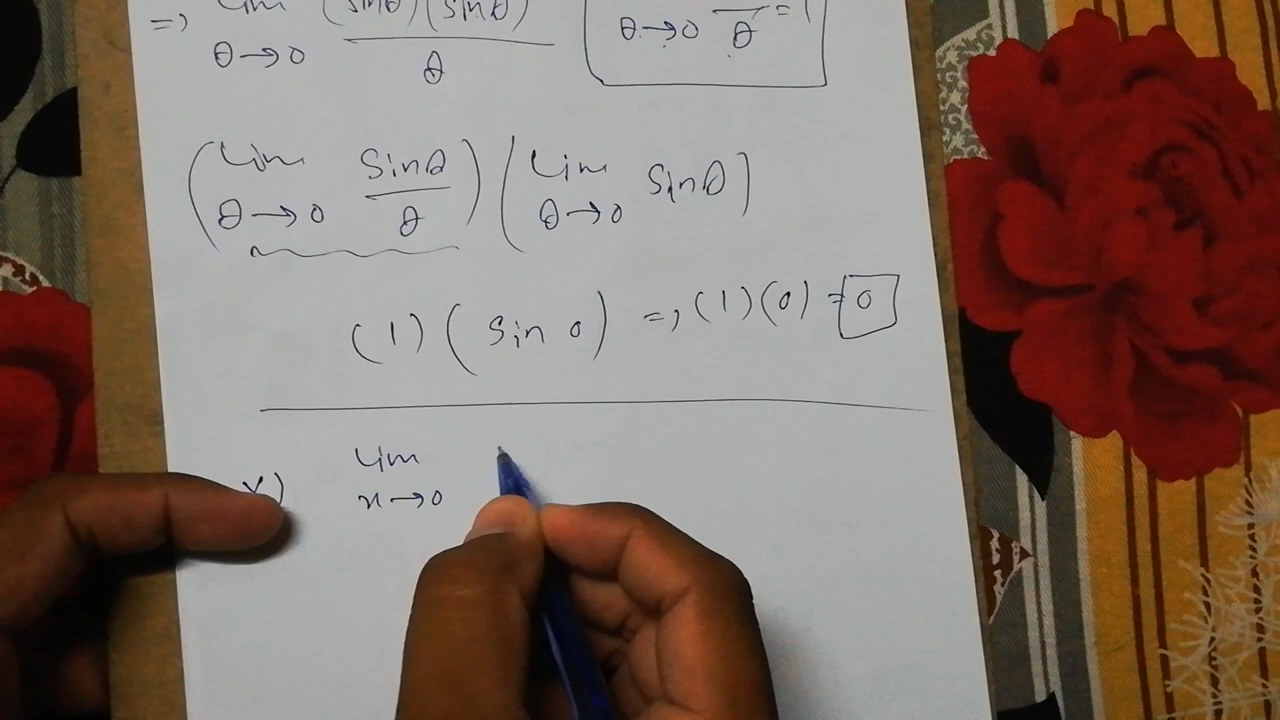 =, lim (sinθ)(sinθ)
θ→0 θ
θ→0 θ =1
(lim sinθ) (lim sinθ)
θ→0 θ θ→0
(1)(sin 0) =, (1)(0) = 0
v) lim
x→0